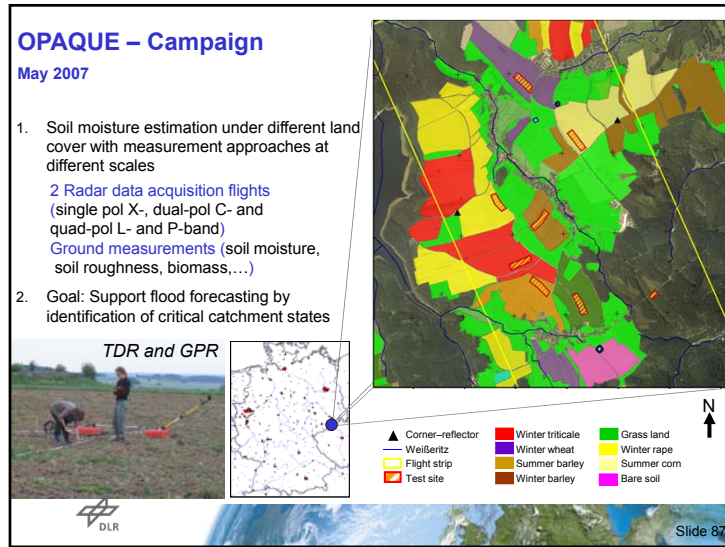 OPAQUE – Campaign
May 2007
1. Soil moisture estimation under different land
cover with measurement approaches at
different scales
2 Radar data acquisition flights
(single pol X-, dual-pol C- and
quad-pol L- and P-band)
Ground measurements (soil moisture,
soil roughness, biomass,…)
2. Goal: Support flood forecasting by
identification of critical catchment states
TDR and GPR
N
Corner–reflector
Weißeritz
Flight strip
Test site
Winter triticale
Winter wheat
Summer barley
Winter barley
Grass land
Winter rape
Summer corn
Bare soil
DLR
Slide 87